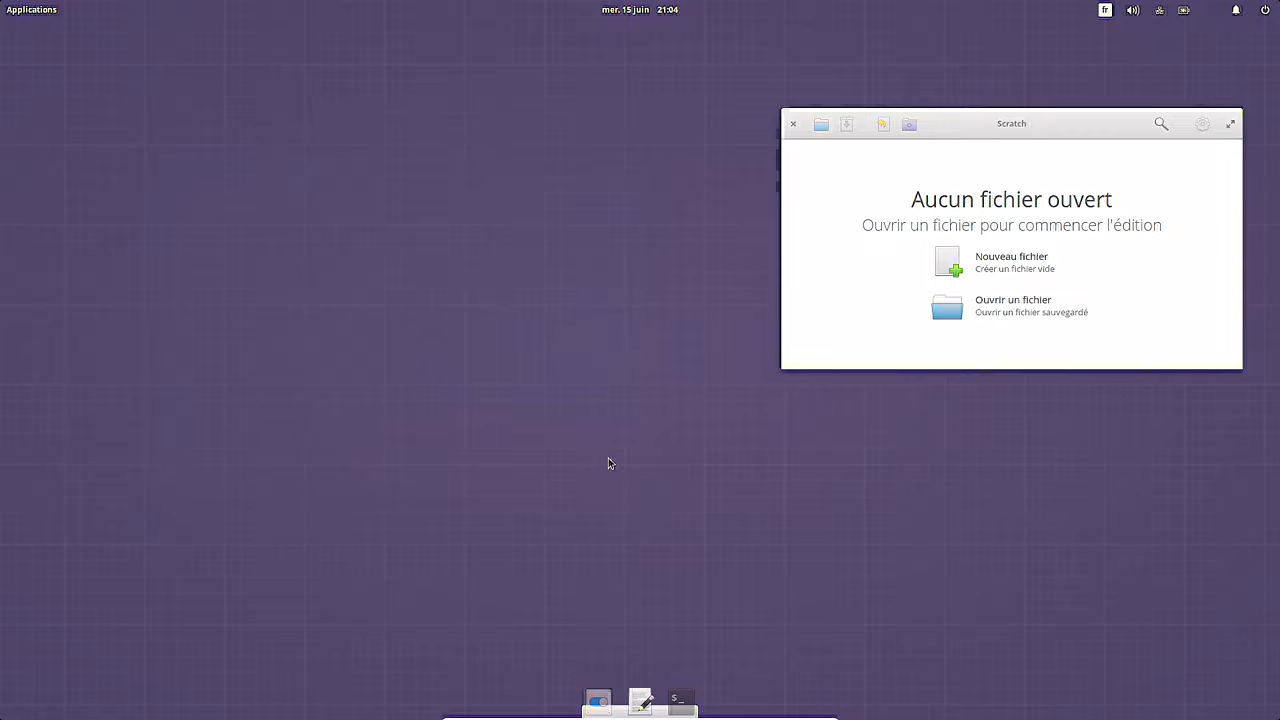 Applications
mer. 15 juin 21:04
fr
Scratch
Aucun fichier ouvert
Ouvrir un fichier pour commencer l'édition
Nouveau fichier
Créer un fichier vide
Ouvrir un fichier
Ouvrir un fichier sauvegardé
$_